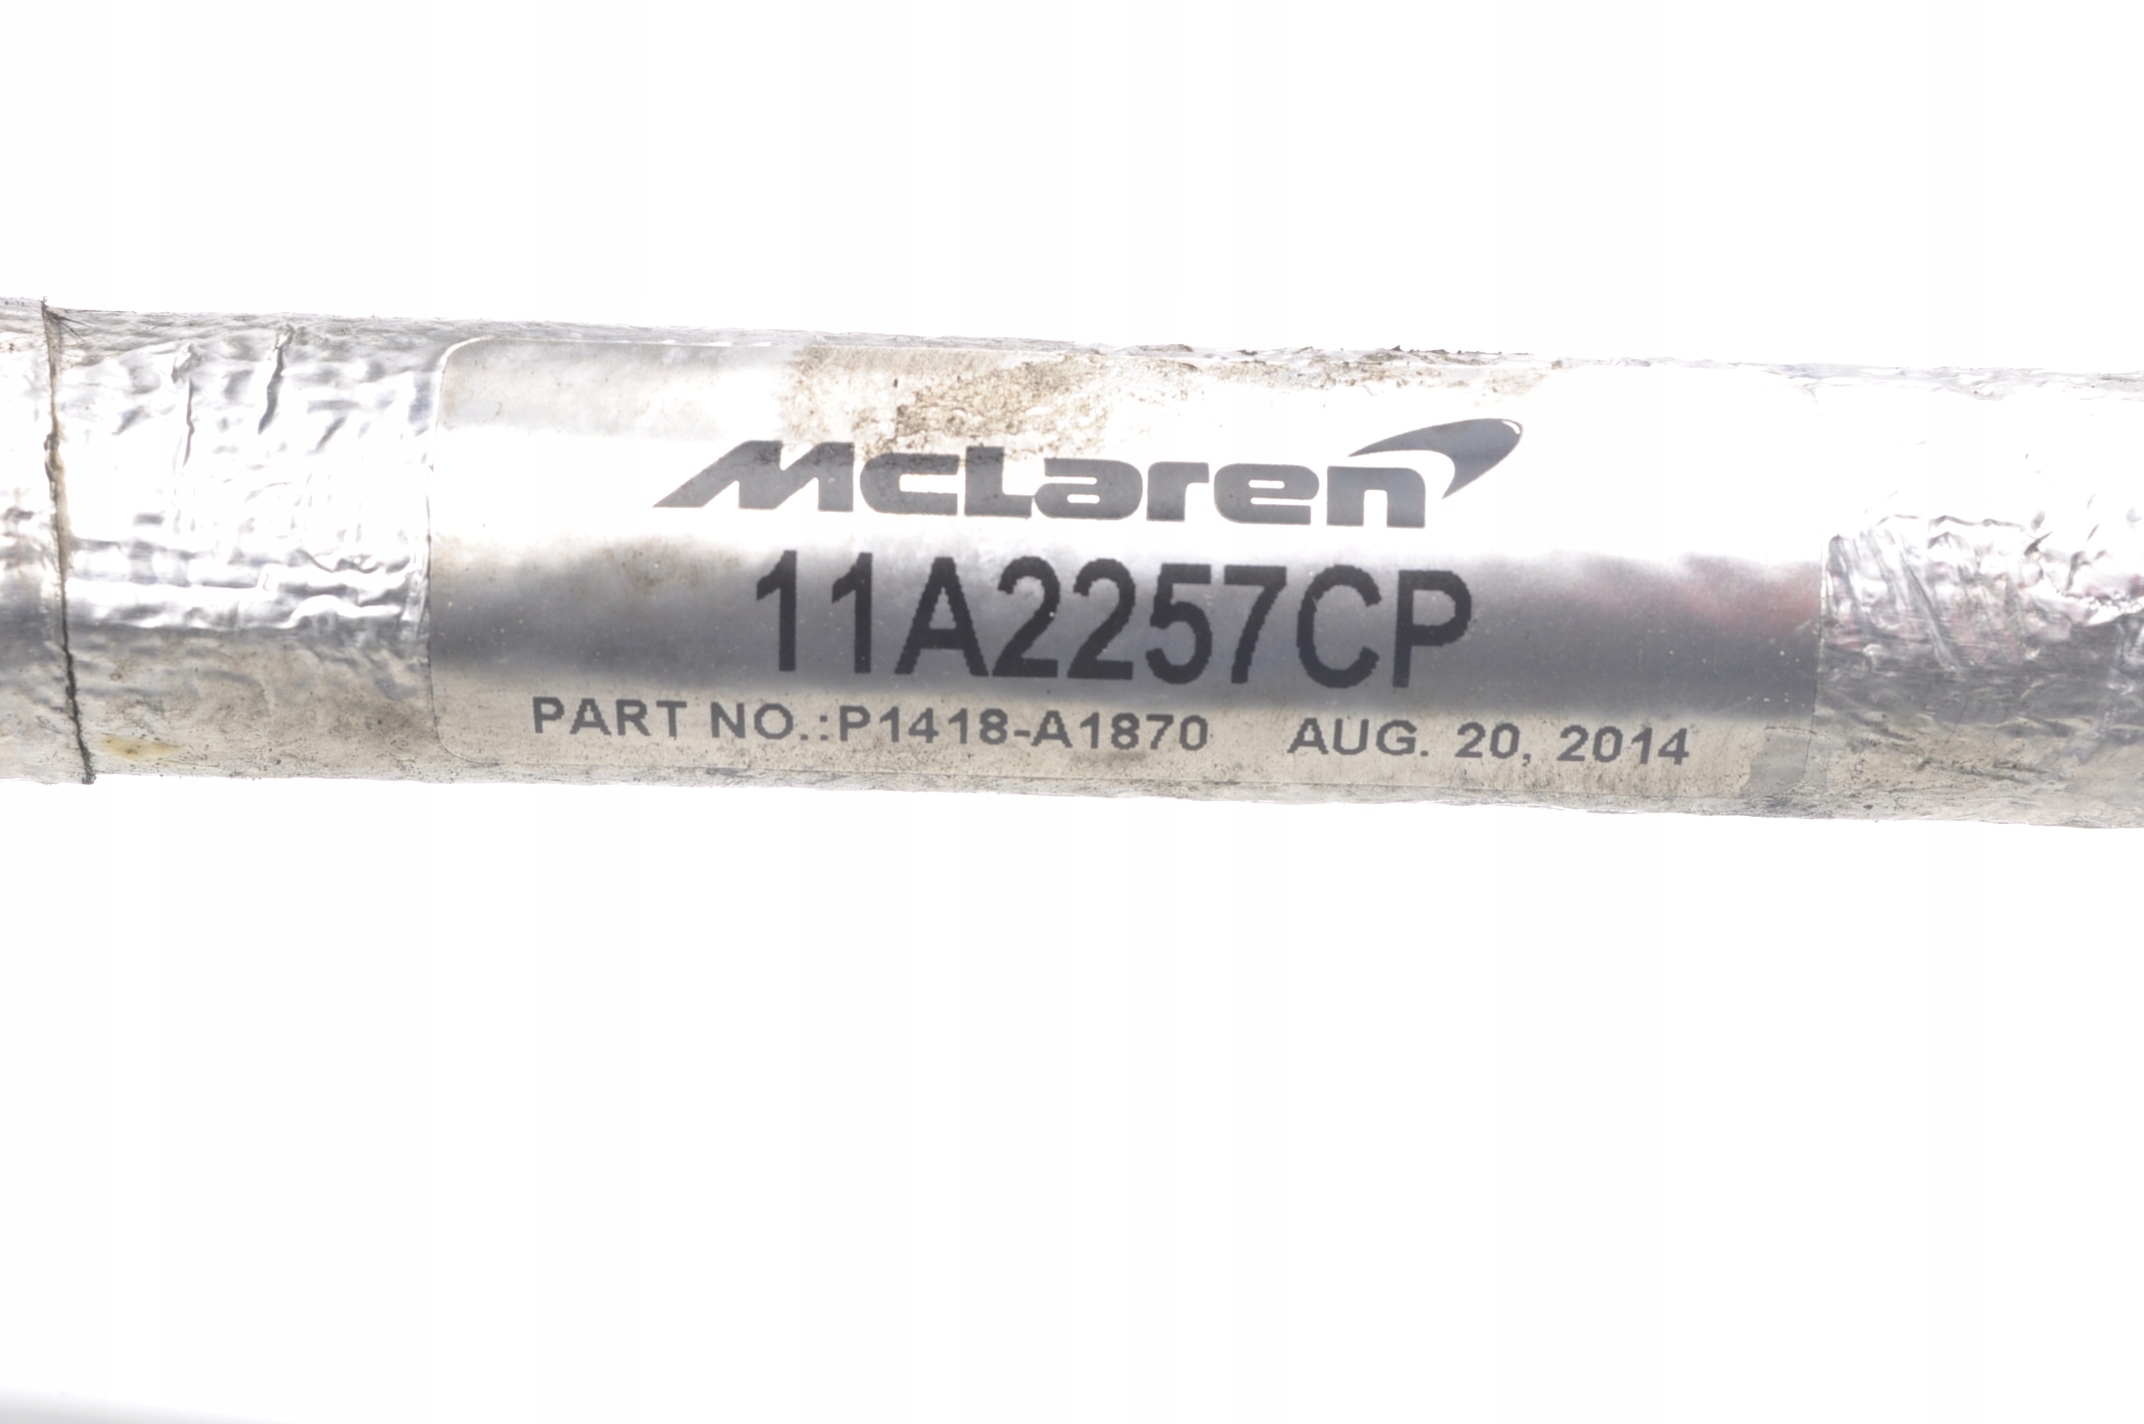 McLaren
11A2257CP
PART NO.:P1418-A1870 AUG. 20, 2014